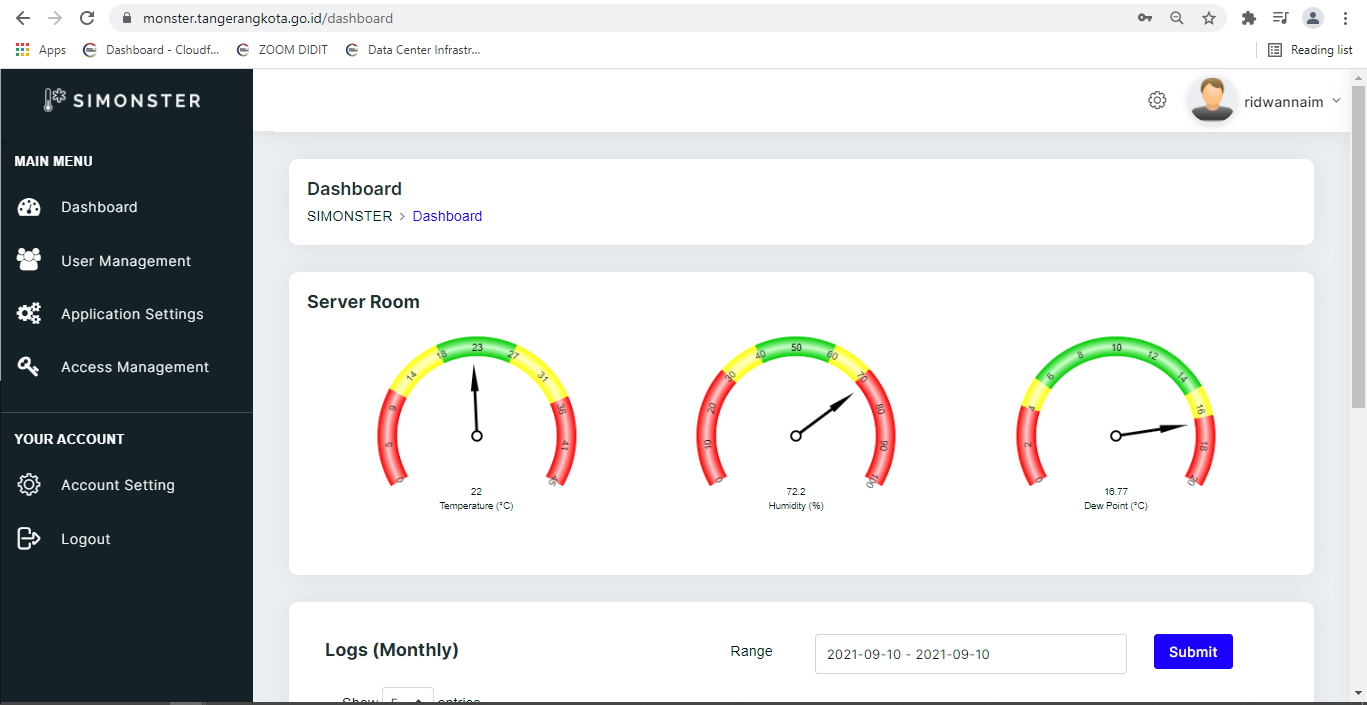 monster.tangerangkota.go.id/dashboard
Apps Dashboard - Cloudf... ZOOM DIDIT Data Center Infrastr... Reading list
SIMONSTER
ridwannaim
MAIN MENU
Dashboard
User Management
Application Settings
Access Management
YOUR ACCOUNT
Account Setting
Logout
Dashboard
SIMONSTER > Dashboard
Server Room
0 5 9 14 18 23 27 31 36 41 45
22
Temperature (°C)
0 10 20 30 40 50 60 70 80 90 100
72.2
Humidity (%)
0 2 4 6 8 10 12 14 16 18 20
16.77
Dew Point (°C)
Logs (Monthly)
Range
2021-09-10 - 2021-09-10
Submit
Show 5 entries